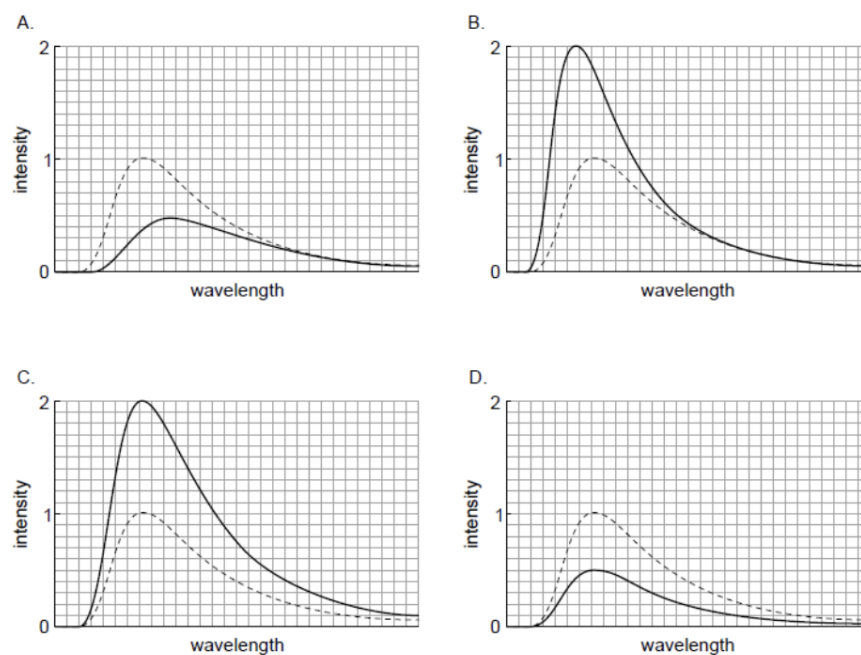 A.
2
1
0
intensity
wavelength
B.
2
1
0
intensity
wavelength
C.
2
1
0
intensity
wavelength
D.
2
1
0
intensity
wavelength